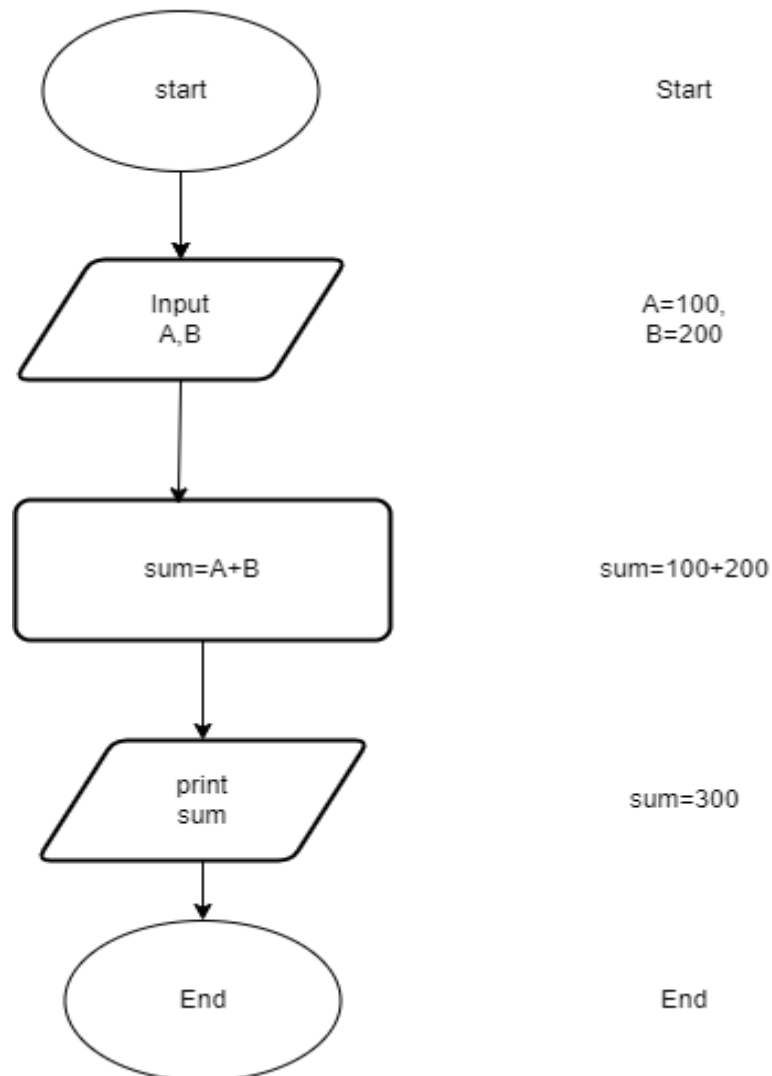 start
Start
Input
A,B
A=100,
B=200
sum=A+B
sum=100+200
print
sum
sum=300
End
End